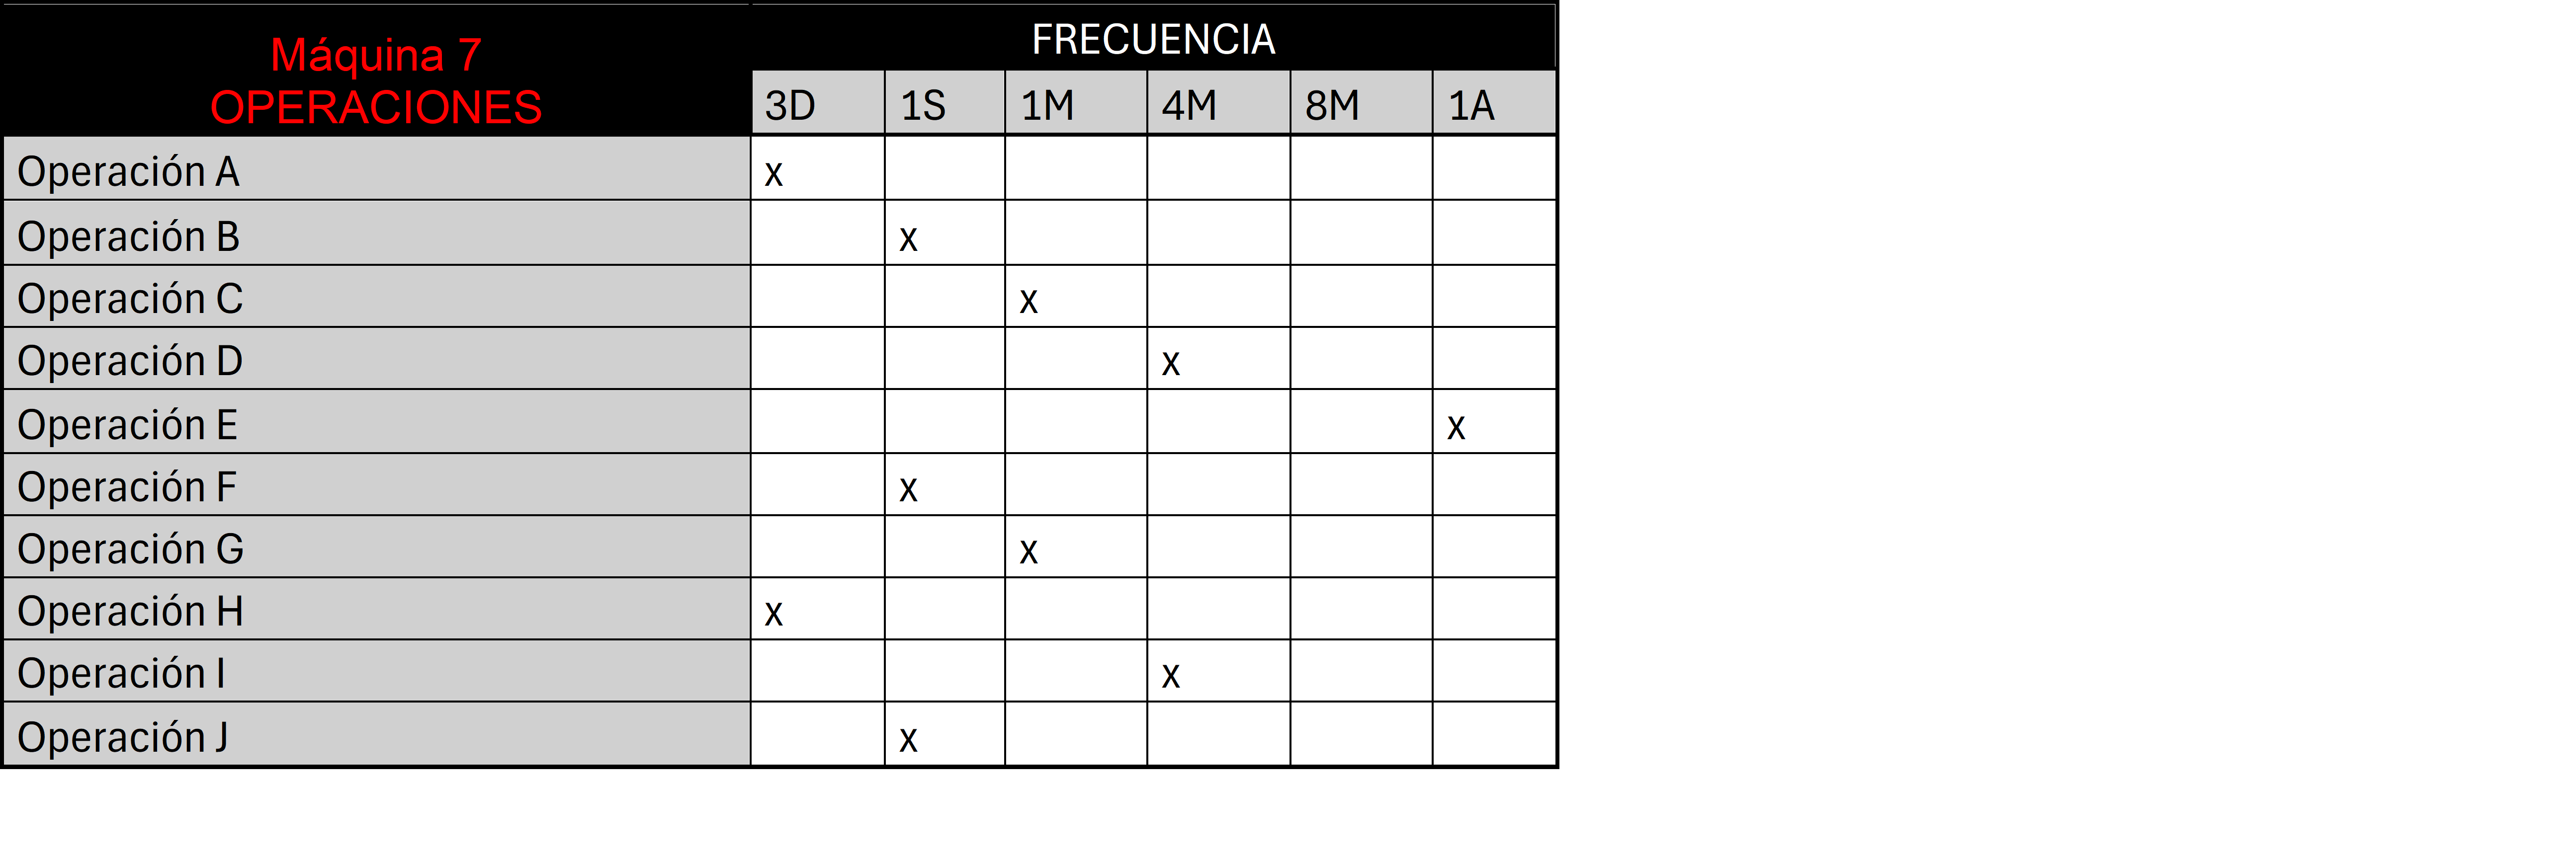 Máquina 7
OPERACIONES
FRECUENCIA
3D 1S 1M 4M 8M 1A
Operación A x
Operación B x
Operación C x
Operación D x
Operación E x
Operación F x
Operación G x
Operación H x
Operación I x
Operación J x